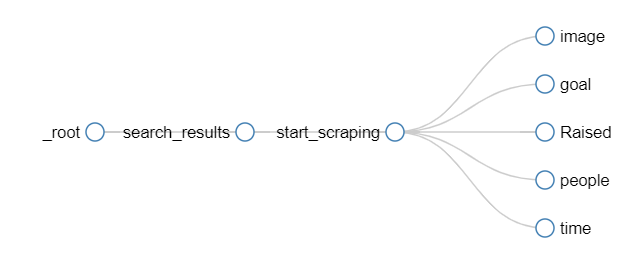 image
goal
_root search_results start_scraping Raised
people
time